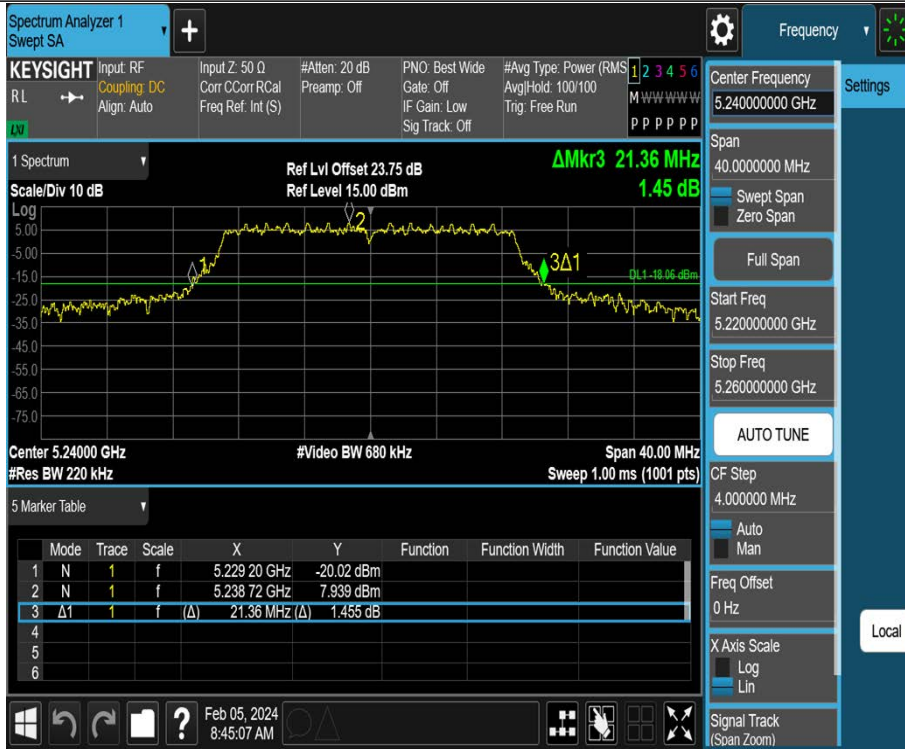 Spectrum Analyzer 1
Swept SA
+
Frequency
KEYSIGHT
RL
LXI
Input: RF
Coupling: DC
Align: Auto
Input Z: 50 Ω
Corr CCorr RCal
Freq Ref: Int (S)
#Atten: 20 dB
Preamp: Off
PNO: Best Wide
Gate: Off
IF Gain: Low
Sig Track: Off
#Avg Type: Power (RMS
Avg|Hold: 100/100
Trig: Free Run
1 2 3 4 5 6
M W W W W W
P P P P P P
1 Spectrum
Scale/Div 10 dB
Ref Lvl Offset 23.75 dB
Ref Level 15.00 dBm
ΔMkr3 21.36 MHz
1.45 dB
Log
5.00
-5.00
-15.0
-25.0
-35.0
-45.0
-55.0
-65.0
-75.0
1
2
3Δ1
DL1 -18.06 dBm
Center 5.24000 GHz
#Video BW 680 kHz
Span 40.00 MHz
#Res BW 220 kHz
Sweep 1.00 ms (1001 pts)
5 Marker Table
Mode Trace Scale X Y Function Function Width Function Value
1 N 1 f 5.229 20 GHz -20.02 dBm
2 N 1 f 5.238 72 GHz 7.939 dBm
3 Δ1 1 f (Δ) 21.36 MHz (Δ) 1.455 dB
4
5
6
?
Feb 05, 2024
8:45:07 AM
Center Frequency
5.240000000 GHz
Settings
Span
40.0000000 MHz
Swept Span
Zero Span
Full Span
Start Freq
5.220000000 GHz
Stop Freq
5.260000000 GHz
AUTO TUNE
CF Step
4.000000 MHz
Auto
Man
Freq Offset
0 Hz
Local
X Axis Scale
Log
Lin
Signal Track
(Span Zoom)